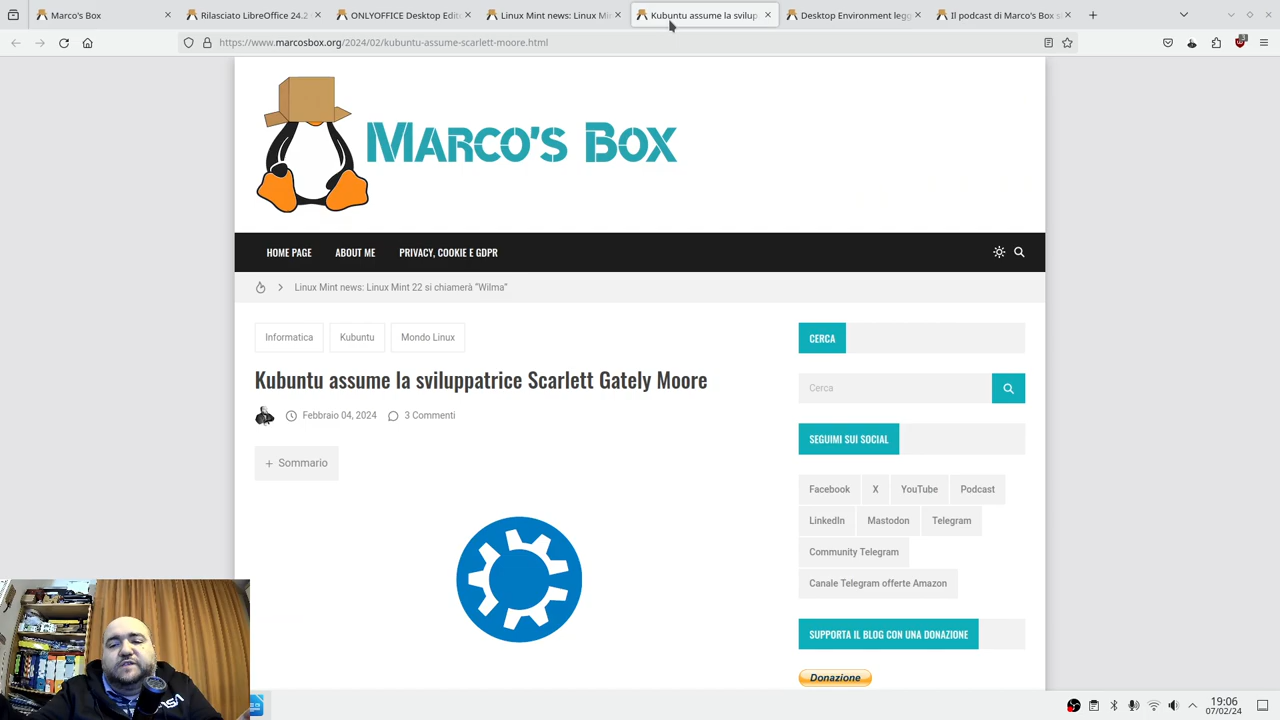 Marco's Box
Rilasciato LibreOffice 24.2
ONLYOFFICE Desktop Edit
Linux Mint news: Linux Min
Kubuntu assume la svilup
Desktop Environment legg
Il podcast di Marco's Box s
https://www.marcosbox.org/2024/02/kubuntu-assume-scarlett-moore.html
MARCO'S BOX
HOME PAGE
ABOUT ME
PRIVACY, COOKIE E GDPR
Linux Mint news: Linux Mint 22 si chiamerà “Wilma”
Informatica
Kubuntu
Mondo Linux
Kubuntu assume la sviluppatrice Scarlett Gately Moore
Febbraio 04, 2024
3 Commenti
+ Sommario
CERCA
Cerca
SEGUIMI SUI SOCIAL
Facebook
X
YouTube
Podcast
LinkedIn
Mastodon
Telegram
Community Telegram
Canale Telegram offerte Amazon
SUPPORTA IL BLOG CON UNA DONAZIONE
Donazione
19:06
07/02/24